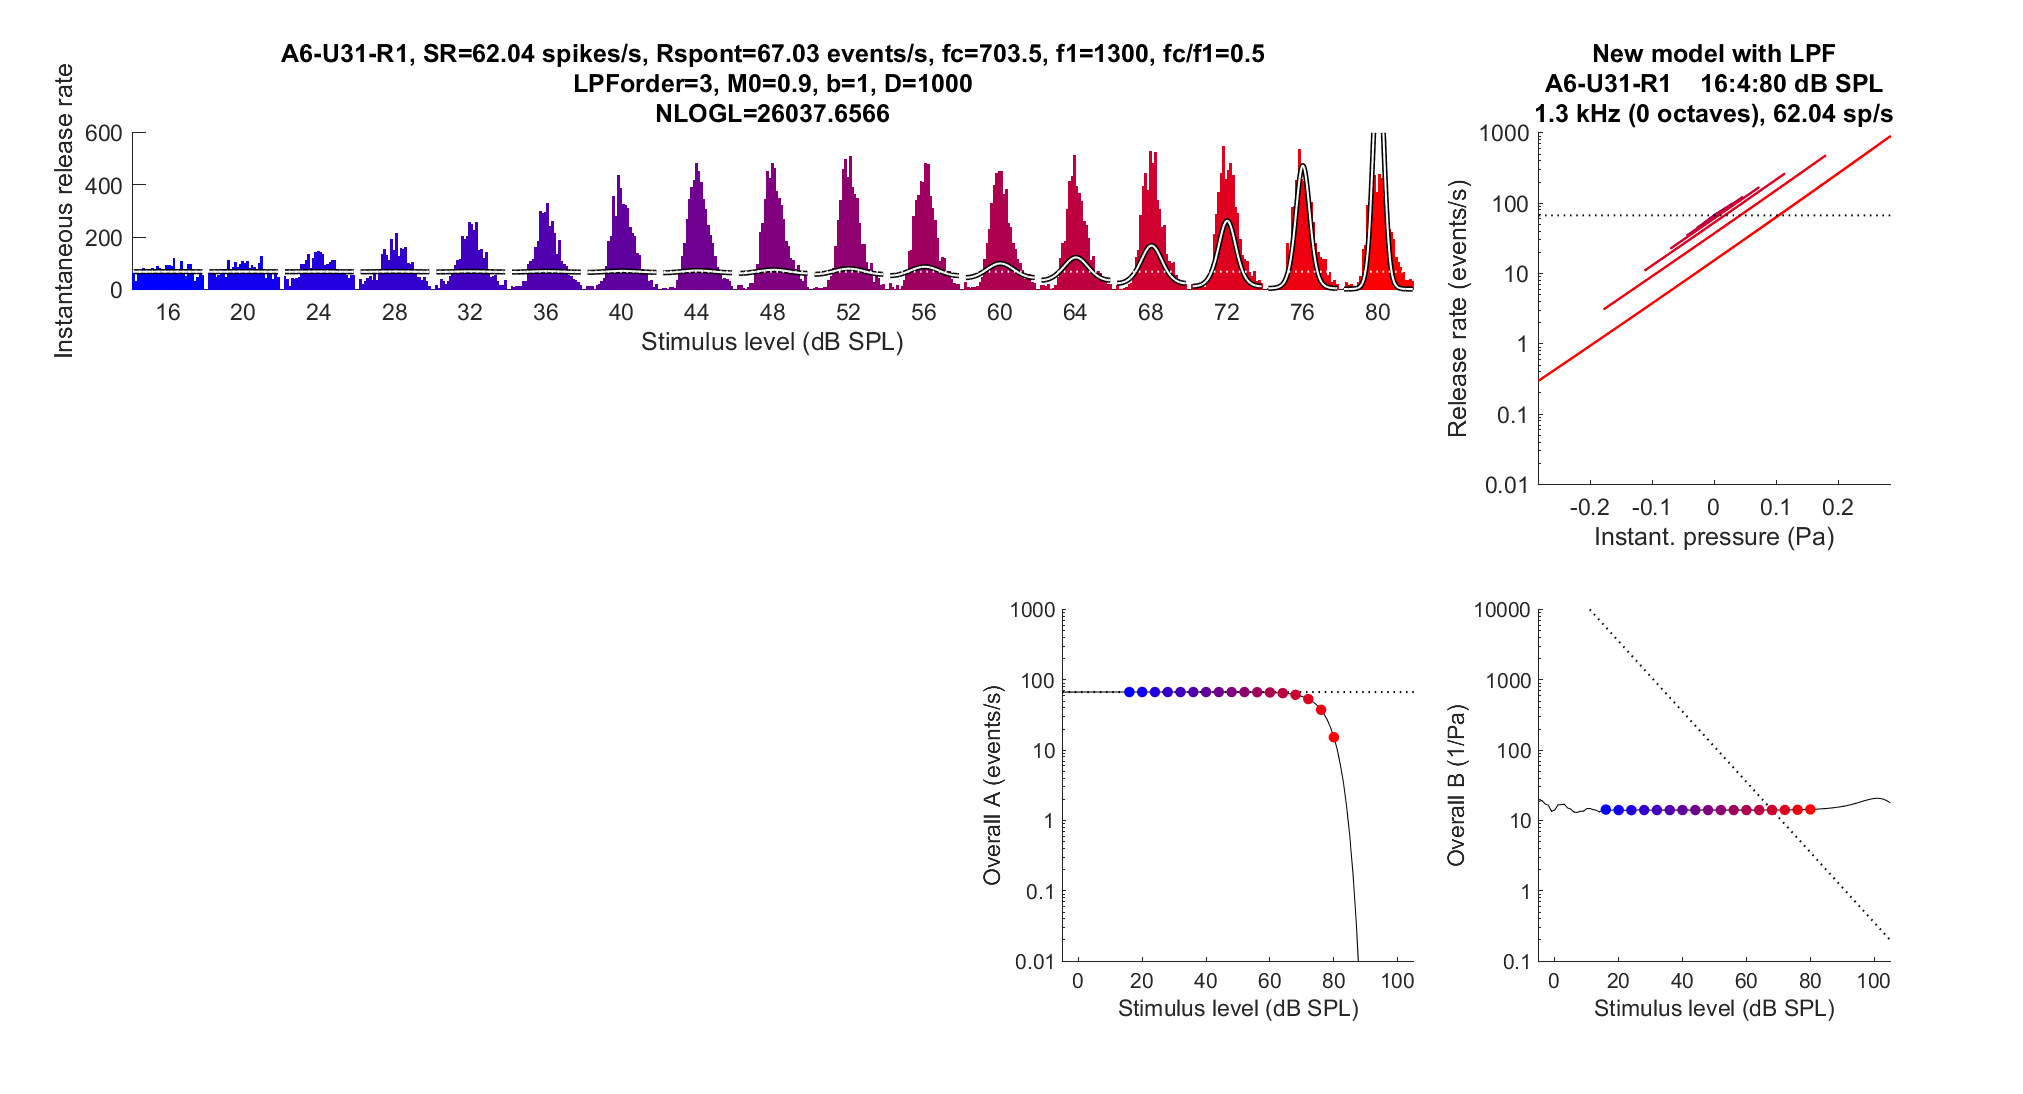 A6-U31-R1, SR=62.04 spikes/s, Rspont=67.03 events/s, fc=703.5, f1=1300, fc/f1=0.5
LPForder=3, M0=0.9, b=1, D=1000
NLOGL=26037.6566
Instantaneous release rate
600
400
200
0
16 20 24 28 32 36 40 44 48 52 56 60 64 68 72 76 80
Stimulus level (dB SPL)
New model with LPF
A6-U31-R1 16:4:80 dB SPL
1.3 kHz (0 octaves), 62.04 sp/s
Release rate (events/s)
1000
100
10
1
0.1
0.01
-0.2 -0.1 0 0.1 0.2
Instant. pressure (Pa)
Overall A (events/s)
1000
100
10
1
0.1
0.01
0 20 40 60 80 100
Stimulus level (dB SPL)
Overall B (1/Pa)
10000
1000
100
10
1
0.1
0 20 40 60 80 100
Stimulus level (dB SPL)